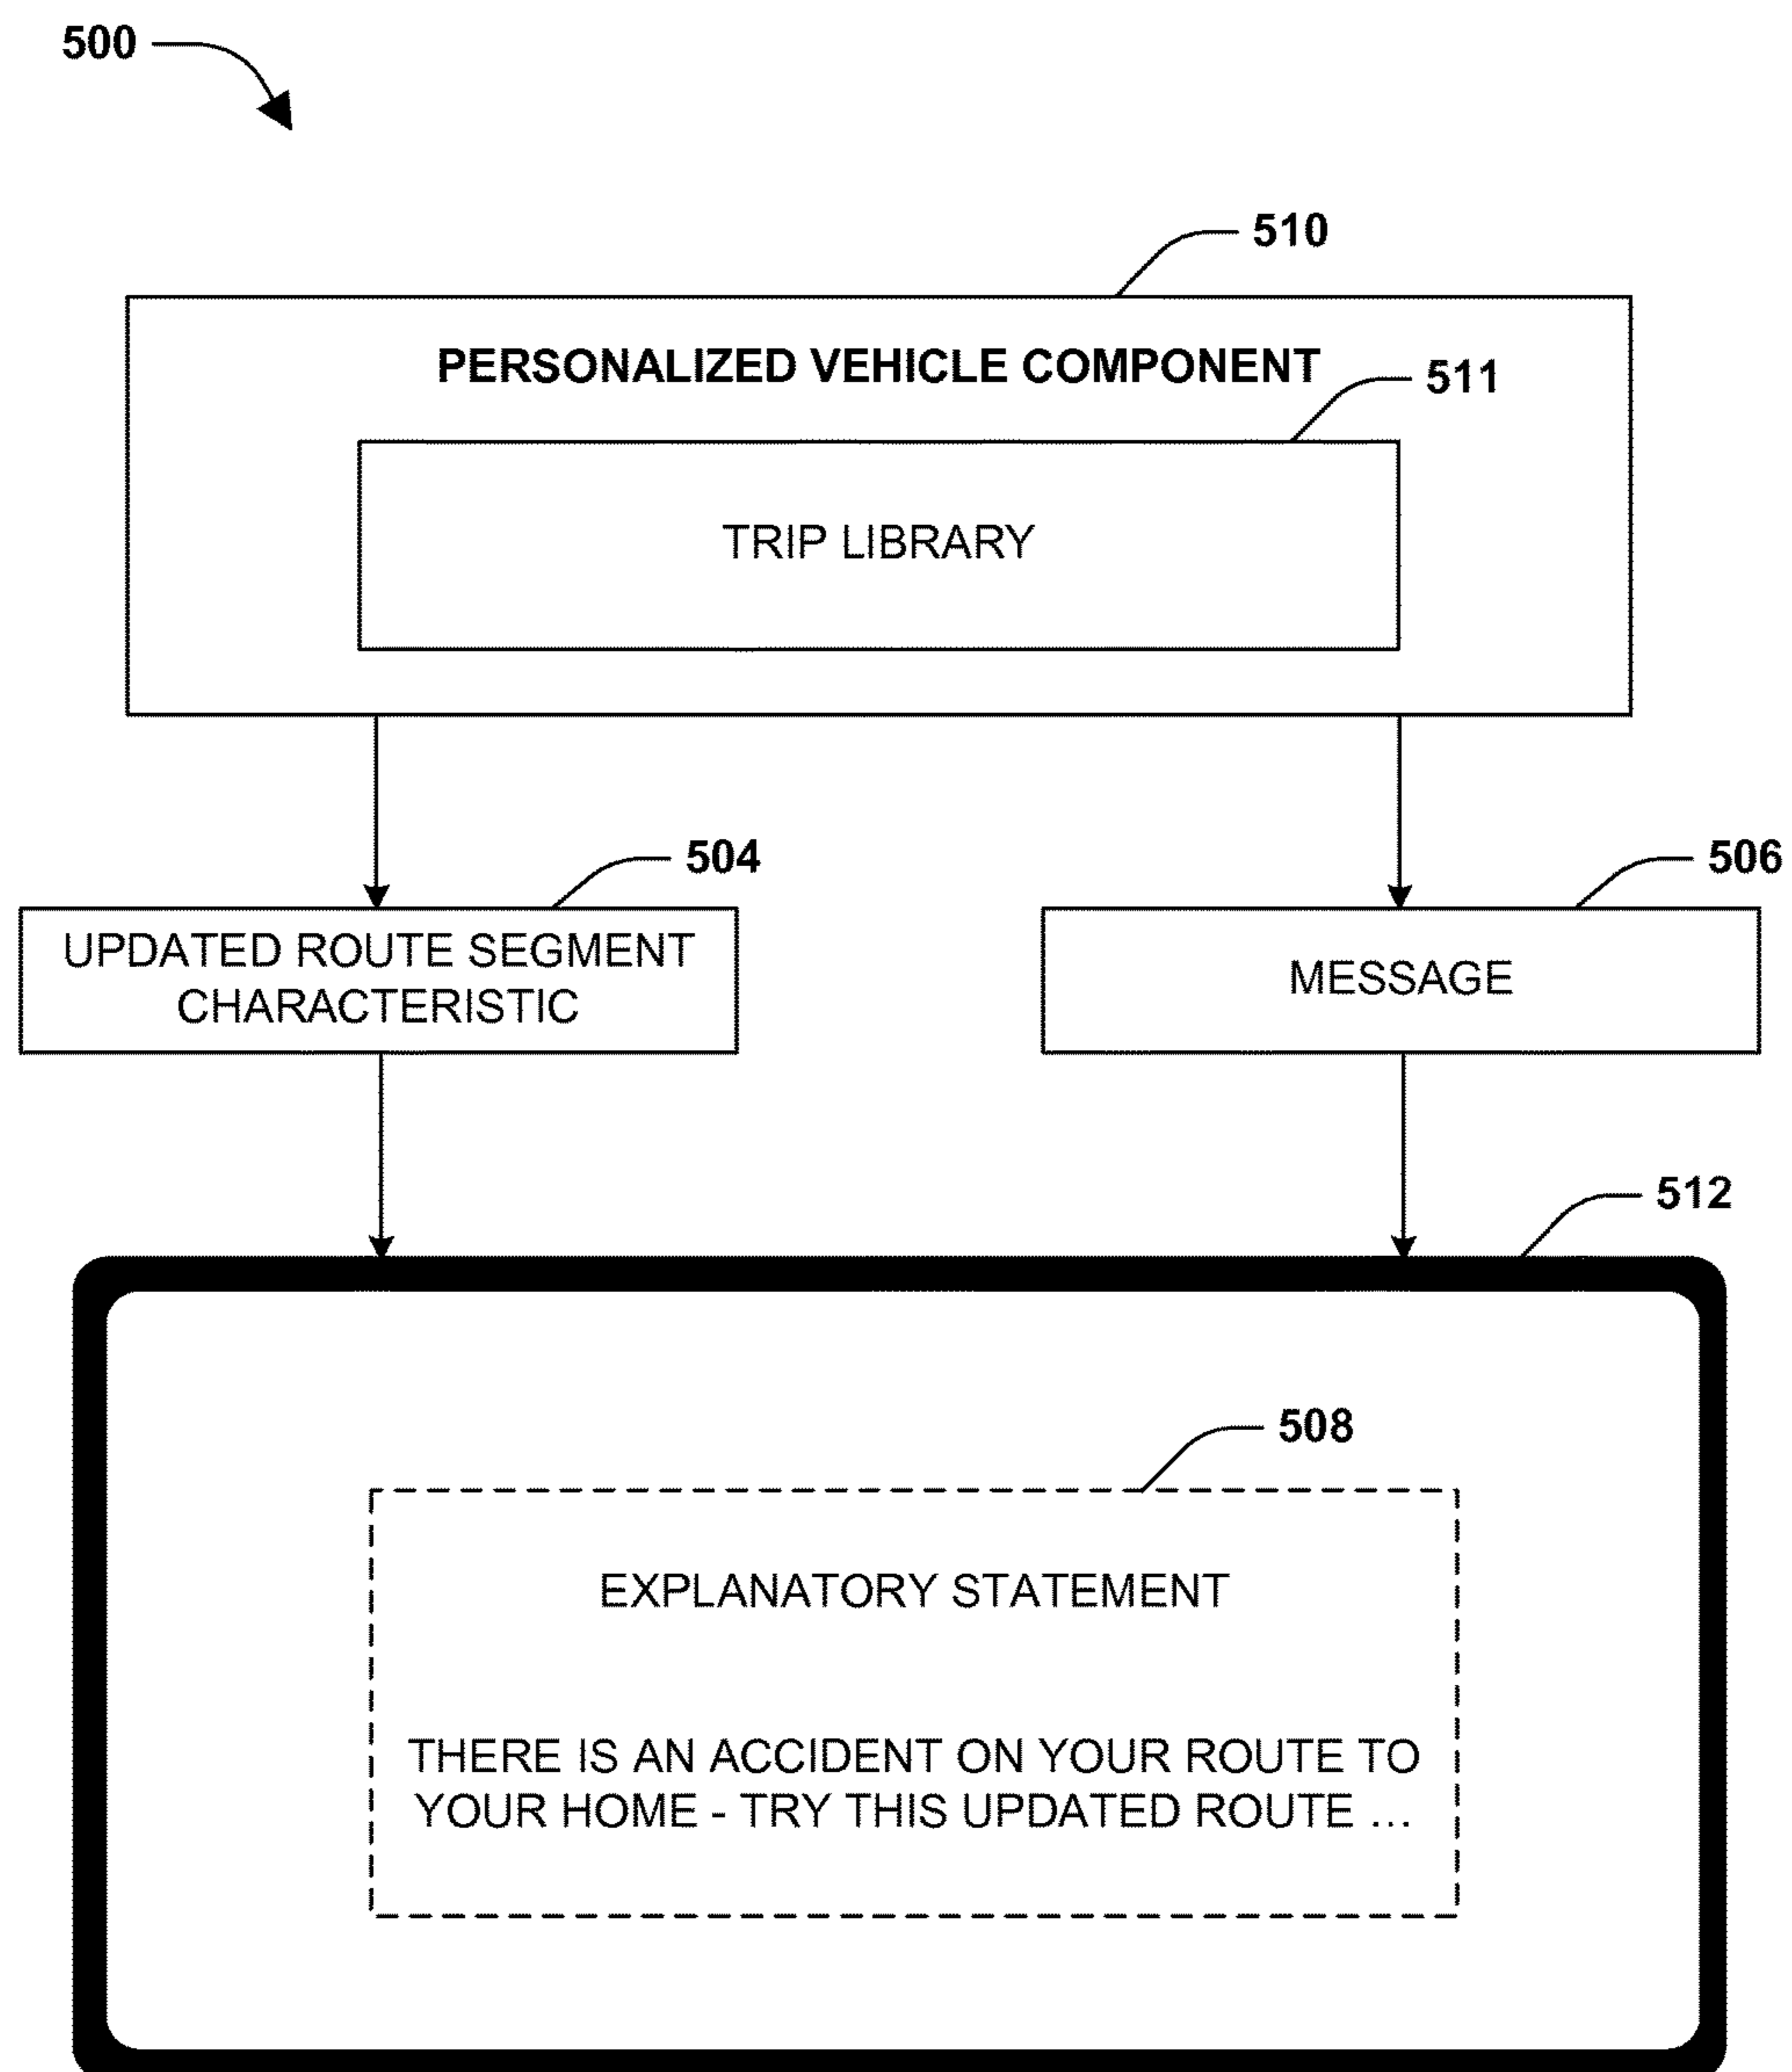 500
510
PERSONALIZED VEHICLE COMPONENT
511
TRIP LIBRARY
504
506
UPDATED ROUTE SEGMENT
CHARACTERISTIC
MESSAGE
512
508
EXPLANATORY STATEMENT
THERE IS AN ACCIDENT ON YOUR ROUTE TO
YOUR HOME - TRY THIS UPDATED ROUTE ...